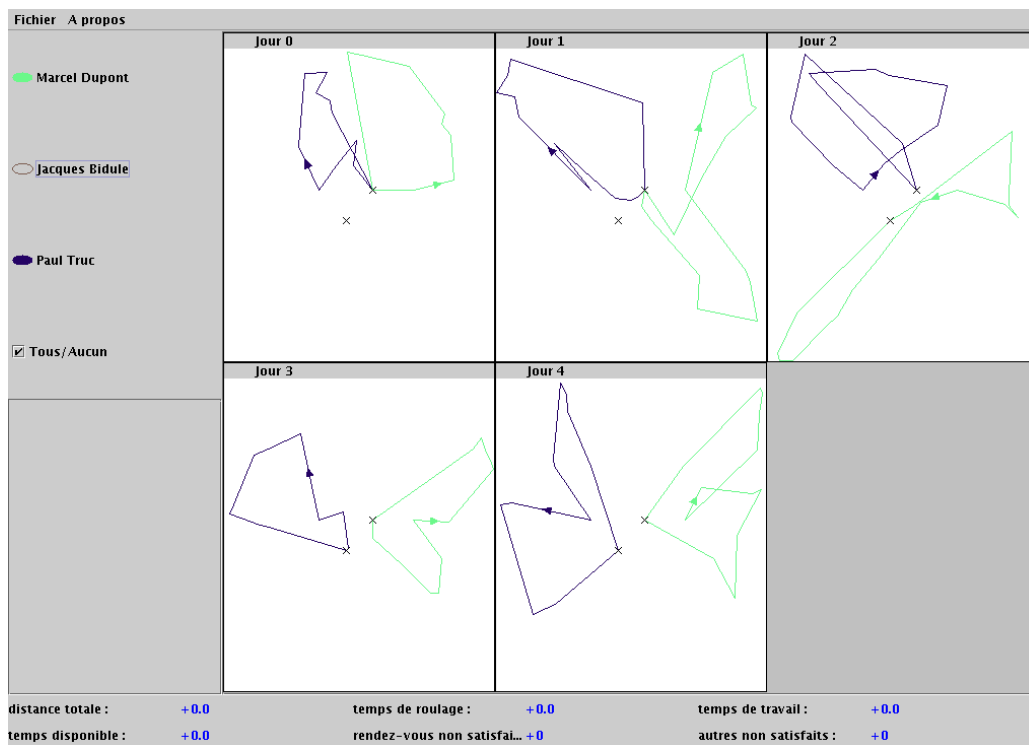 Fichier A propos
Jour 0
Jour 1
Jour 2
Marcel Dupont
Jacques Bidule
Paul Truc
Tous/Aucun
Jour 3
Jour 4
distance totale : +0.0 temps de roulage : +0.0 temps de travail : +0.0
temps disponible : +0.0 rendez-vous non satisfai... +0 autres non satisfaits : +0